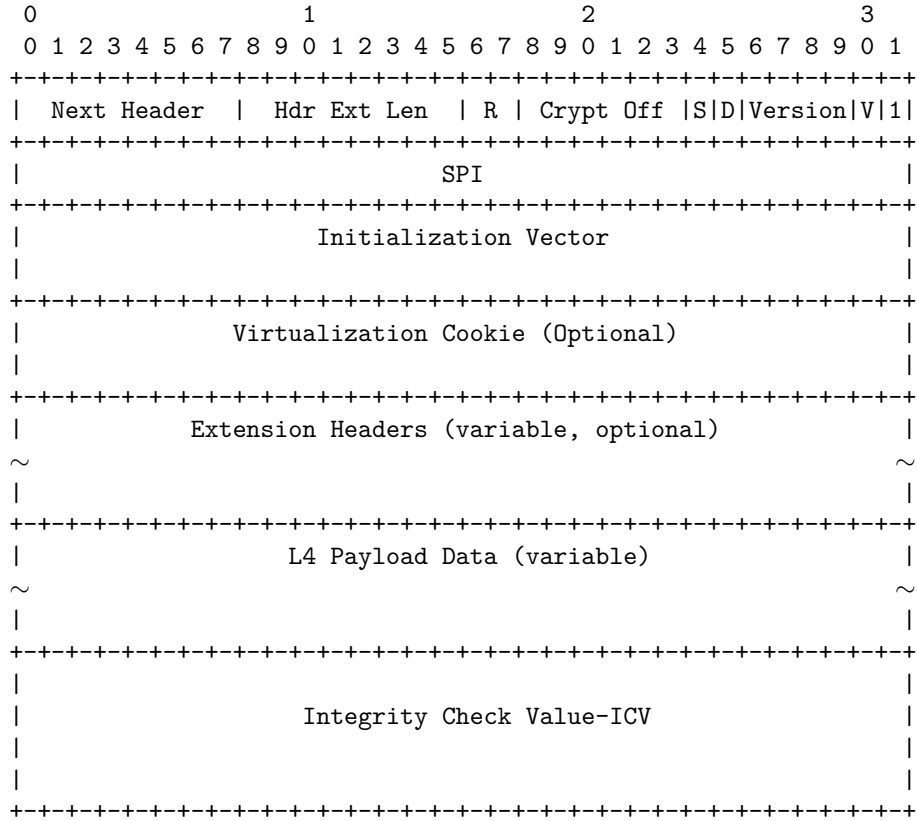 0                   1                   2                   3
 0 1 2 3 4 5 6 7 8 9 0 1 2 3 4 5 6 7 8 9 0 1 2 3 4 5 6 7 8 9 0 1
+-+-+-+-+-+-+-+-+-+-+-+-+-+-+-+-+-+-+-+-+-+-+-+-+-+-+-+-+-+-+-+-+
|  Next Header  |  Hdr Ext Len  | R | Crypt Off |S|D|Version|V|1|
+-+-+-+-+-+-+-+-+-+-+-+-+-+-+-+-+-+-+-+-+-+-+-+-+-+-+-+-+-+-+-+-+
|                              SPI                              |
+-+-+-+-+-+-+-+-+-+-+-+-+-+-+-+-+-+-+-+-+-+-+-+-+-+-+-+-+-+-+-+-+
|                     Initialization Vector                     |
|                                                               |
+-+-+-+-+-+-+-+-+-+-+-+-+-+-+-+-+-+-+-+-+-+-+-+-+-+-+-+-+-+-+-+-+
|               Virtualization Cookie (Optional)                |
|                                                               |
+-+-+-+-+-+-+-+-+-+-+-+-+-+-+-+-+-+-+-+-+-+-+-+-+-+-+-+-+-+-+-+-+
|            Extension Headers (variable, optional)             |
~                                                               ~
|                                                               |
+-+-+-+-+-+-+-+-+-+-+-+-+-+-+-+-+-+-+-+-+-+-+-+-+-+-+-+-+-+-+-+-+
|                   L4 Payload Data (variable)                  |
~                                                               ~
|                                                               |
+-+-+-+-+-+-+-+-+-+-+-+-+-+-+-+-+-+-+-+-+-+-+-+-+-+-+-+-+-+-+-+-+
|                                                               |
|                    Integrity Check Value-ICV                  |
|                                                               |
|                                                               |
+-+-+-+-+-+-+-+-+-+-+-+-+-+-+-+-+-+-+-+-+-+-+-+-+-+-+-+-+-+-+-+-+